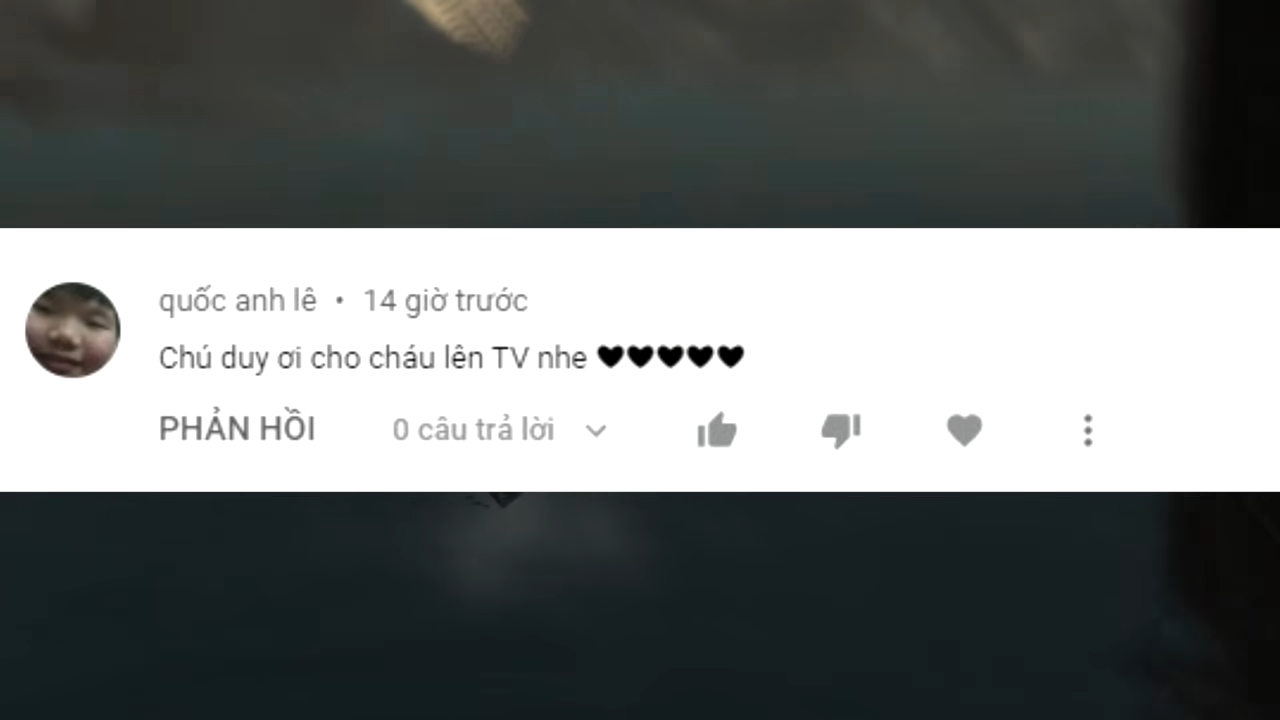 quốc anh lê • 14 giờ trước
Chú duy ơi cho cháu lên TV nhe 🖤🖤🖤🖤🖤
PHẢN HỒI 0 câu trả lời